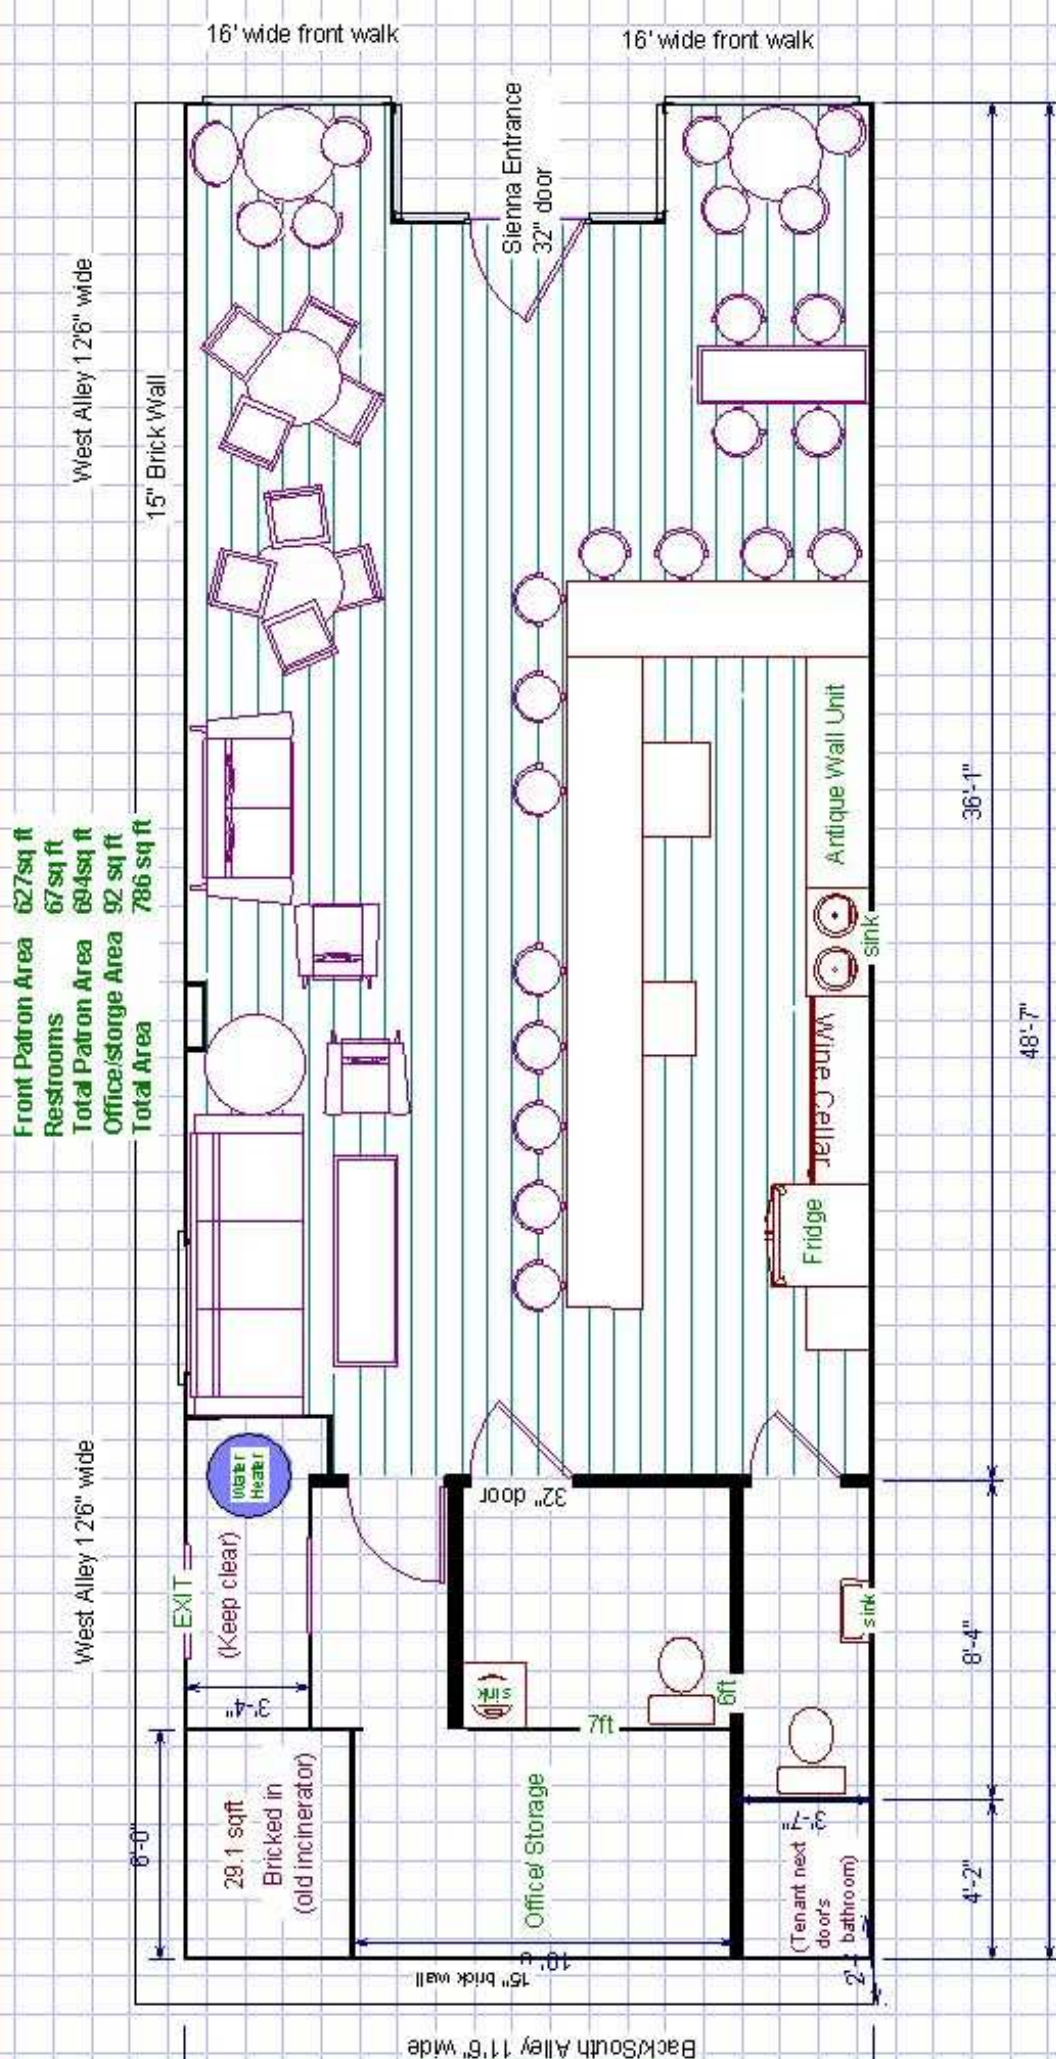 16' wide front walk
16' wide front walk
Sienna Entrance
32" door
West Alley 12'6" wide
15" Brick Wall
Front Patron Area 627sq ft
Restrooms 67sq ft
Total Patron Area 694sq ft
Office/storge Area 92 sq ft
Total Area 786 sq ft
Antique Wall Unit
sink
Wine Cellar
Fridge
36'-1"
48'-7"
West Alley 12'6" wide
Water
Heater
32" door
EXIT
(Keep clear)
3'-4"
sink
sink
6ft
7ft
8'-4"
6'-0"
29.1 sqft
Bricked in
(old incinerator)
Office/ Storage
3'-7"
(Tenant next
door's
bathroom)
4'-2"
15" brick wall
Back/South Alley 11'6" wide